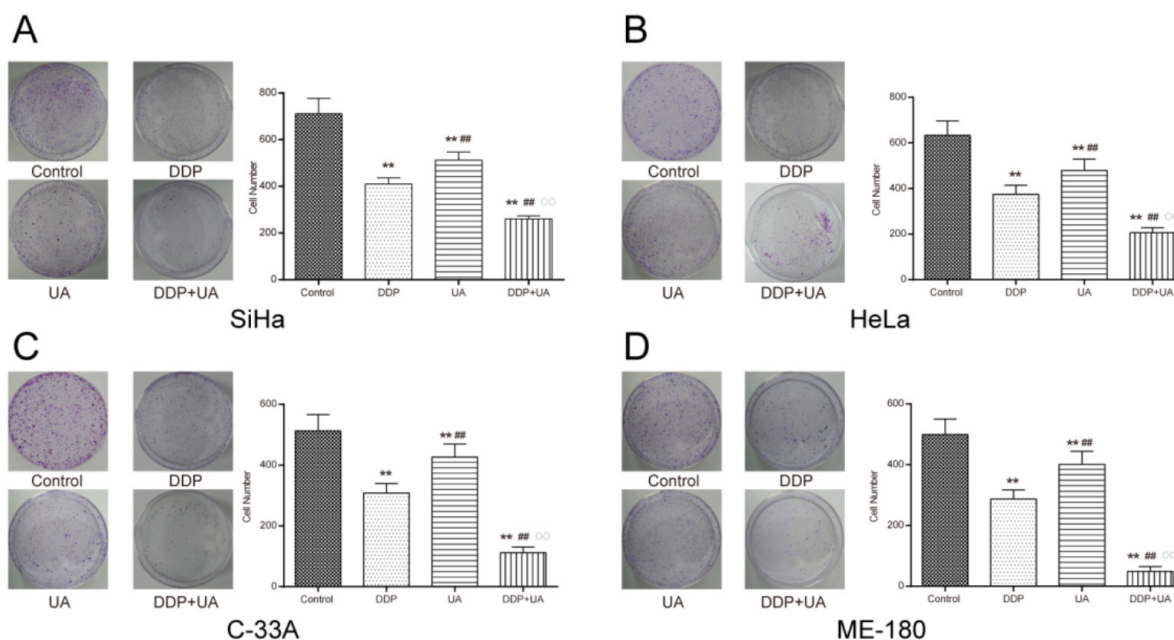 A
B
Control DDP
UA DDP+UA
Cell Number
800
600
400
200
0
**
** ##
** ## ○○
Control DDP UA DDP+UA
SiHa
Control DDP
UA DDP+UA
Cell Number
800
600
400
200
0
**
** ##
** ## ○○
Control DDP UA DDP+UA
HeLa
C
D
Control DDP
UA DDP+UA
Cell Number
600
400
200
0
**
** ##
** ## ○○
Control DDP UA DDP+UA
C-33A
Control DDP
UA DDP+UA
Cell Number
600
400
200
0
**
** ##
** ## ○○
Control DDP UA DDP+UA
ME-180